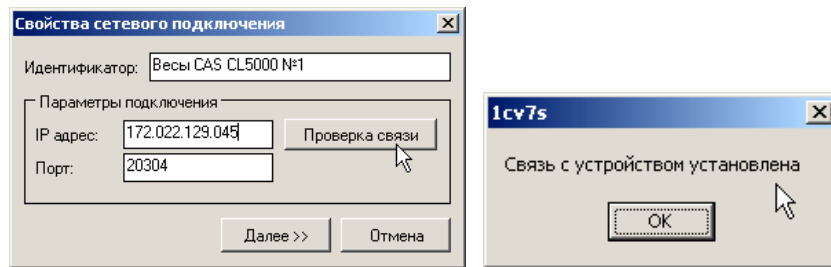 Свойства сетевого подключения
Идентификатор: Весы CAS CL5000 №1
Параметры подключения
IP адрес: 172.022.129.045 Проверка связи
Порт: 20304
Далее >> Отмена
1cv7s
Связь с устройством установлена
OK